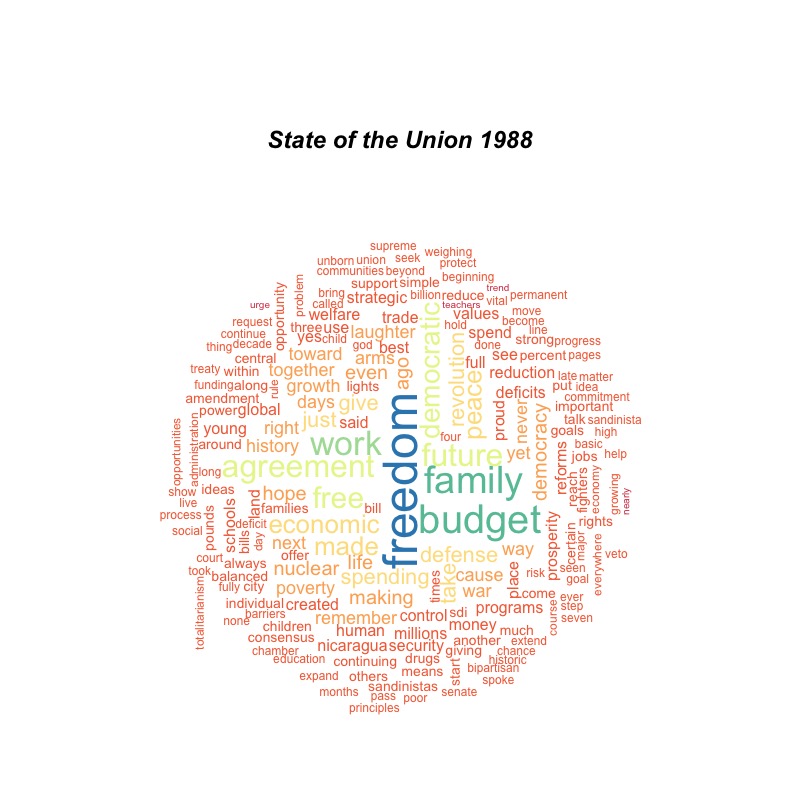 State of the Union 1988
supreme
unborn union seek weighing
communities beyond protect
support simple beginning
problem
opportunity
bring strategic billion reduce trend
urge called teachers vital permanent
welfare trade values move
request three use hold become
continue yes child laughter democratic spend line
thing decade god best done strong progress
central toward arms revolution see percent pages
treaty within together even ago full reduction late matter
funding along rule growth lights peace deficits put idea
amendment days give proud never commitment
power global just said important
opportunities
administration
young right four talk sandinista
around history work freedom future yet democracy goals high
long agreement family reforms jobs basic help
show ideas hope free reach fighters economy growing nearly
live land families bill budget
process schools deficit economic prosperity rights
social pounds bills day
court next made defense way certain major everywhere veto
took always offer life take
balanced nuclear spending cause place risk seen
fully city poverty times war come goal
totalitarianism
individual created making sdi programs ever
none barriers remember control course step
children human millions money much seven
consensus nicaragua security another extend
chamber drugs giving chance
education continuing means start historic
expand others bipartisan
months sandinistas senate spoke
pass poor
principles